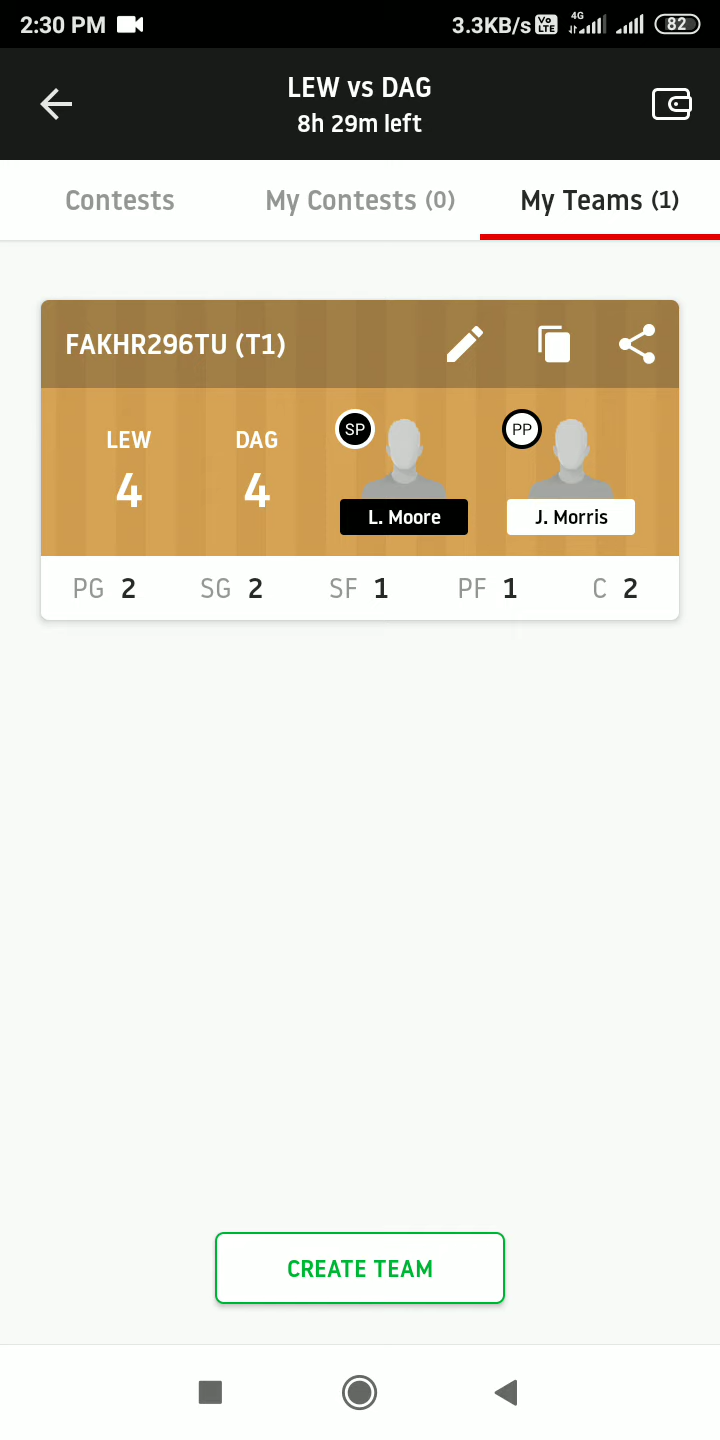 2:30 PM 3.3KB/s Vo LTE 4G 82
LEW vs DAG
8h 29m left
Contests My Contests (0) My Teams (1)
FAKHR296TU (T1)
SP PP
LEW DAG
4 4
L. Moore J. Morris
PG 2 SG 2 SF 1 PF 1 C 2
CREATE TEAM